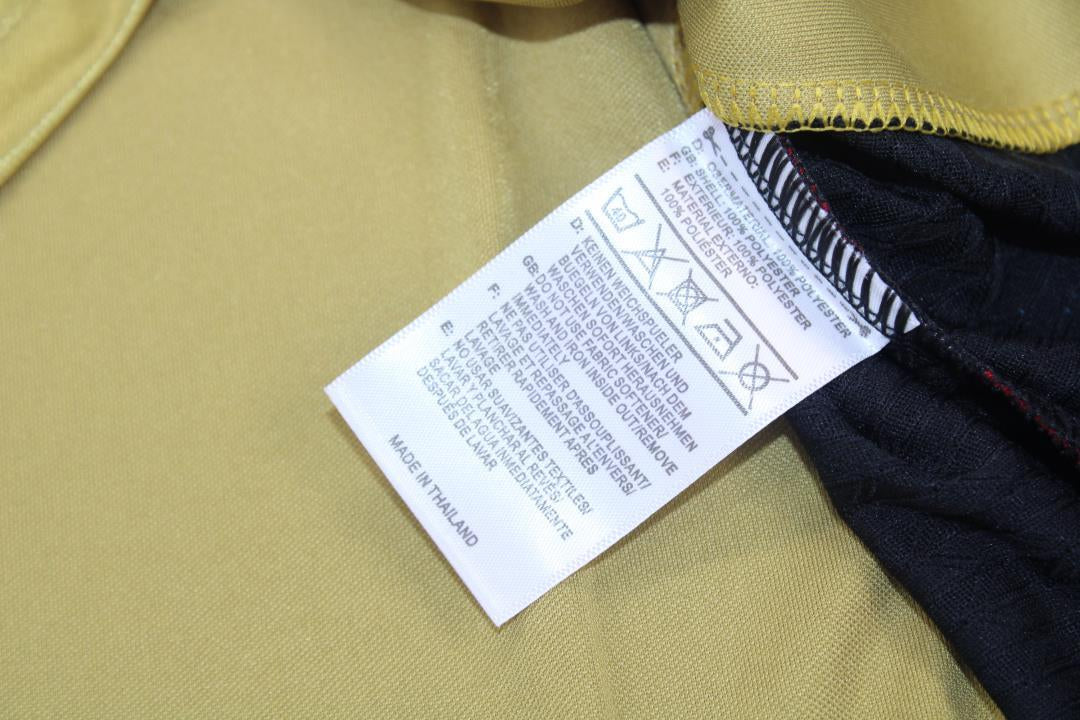 D: OBERMATERIAL: 100% POLYESTER
GB: SHELL: 100% POLYESTER
F: EXTERIEUR: 100% POLYESTER
E: MATERIAL EXTERNO:
100% POLIÉSTER
40
D: KEINEN WEICHSPÜLER
VERWENDEN/WASCHEN UND
BUEGELN VON LINKS/NACH DEM
WASCHEN SOFORT HERAUSNEHMEN
GB: DO NOT USE FABRIC SOFTENER/
WASH AND IRON INSIDE OUT/REMOVE
IMMEDIATELY
F: NE PAS UTILISER D'ASSOUPLISSANT/
LAVAGE ET REPASSAGE A L'ENVERS/
RETIRER RAPIDEMENT APRES
LAVAGE
E: NO USAR SUAVIZANTES TEXTILES/
LAVAR Y PLANCHAR AL REVÉS/
SACAR DEL AGUA INMEDIATAMENTE
DESPUÉS DE LAVAR
MADE IN THAILAND